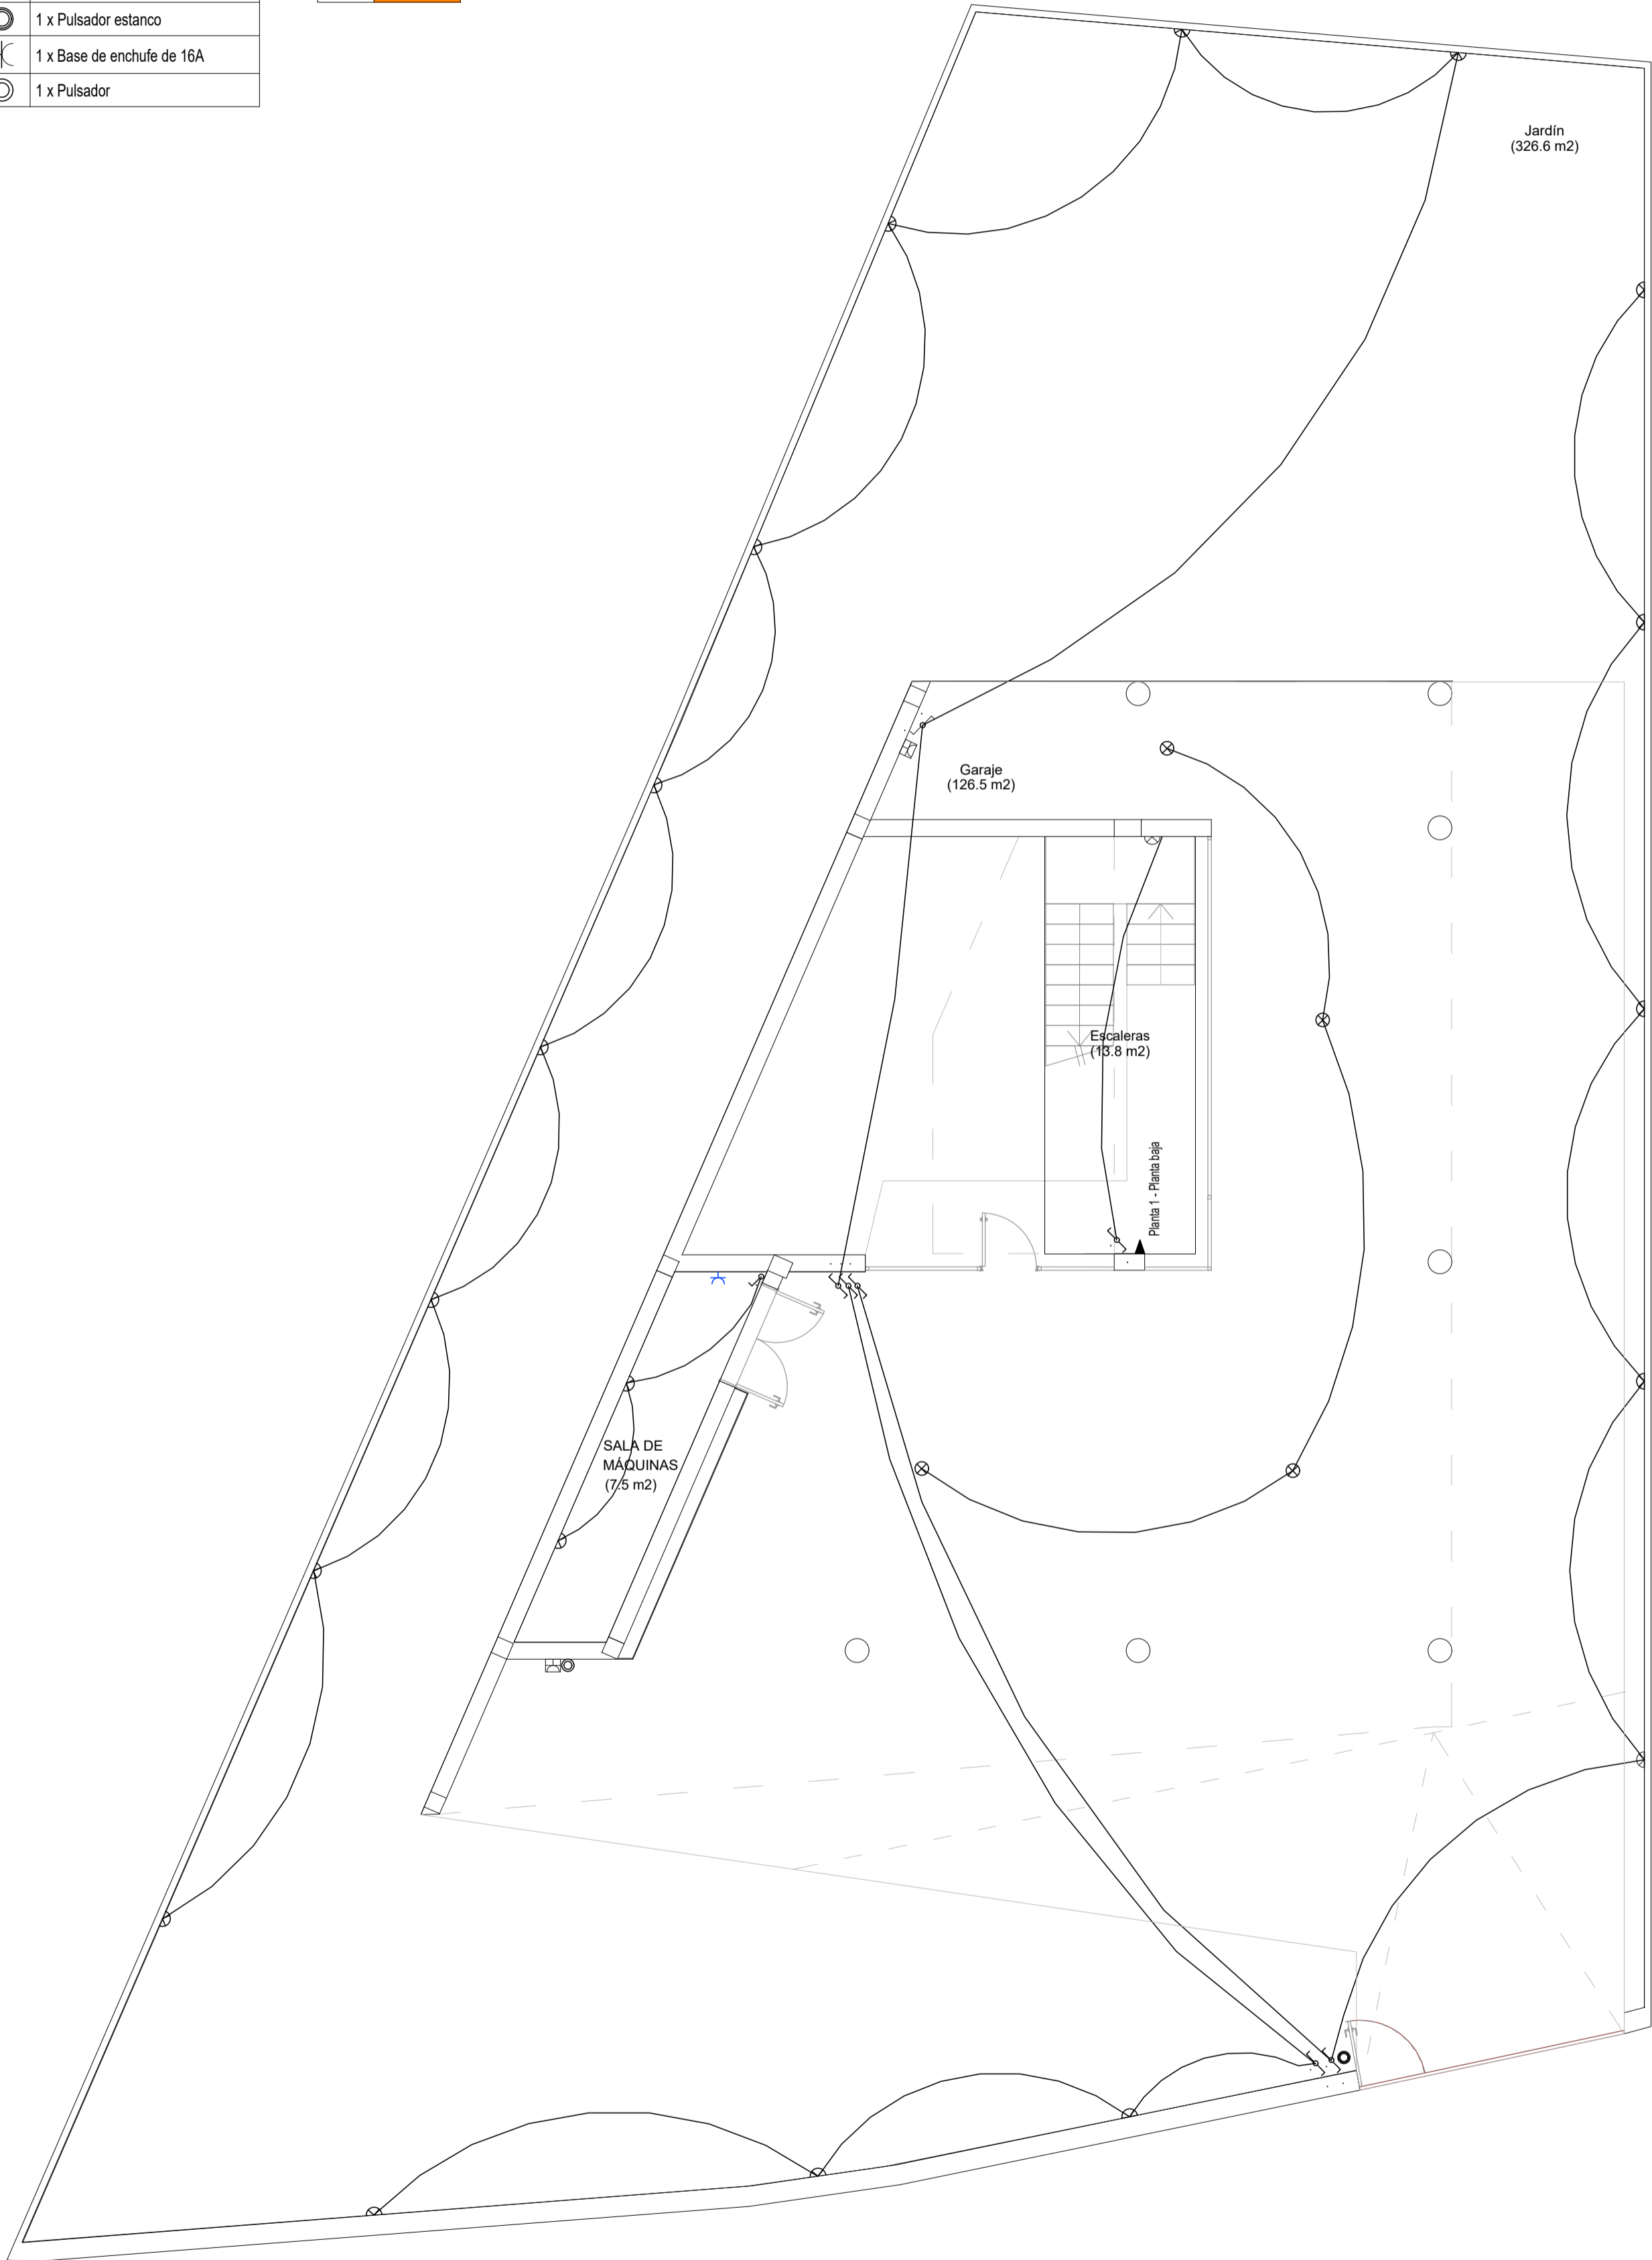 1 x Pulsador estanco
1 x Base de enchufe de 16A
1 x Pulsador
Jardín
(326.6 m2)
Garaje
(126.5 m2)
Escaleras
(13.8 m2)
Planta 1 - Planta baja
SALA DE
MÁQUINAS
(7.5 m2)